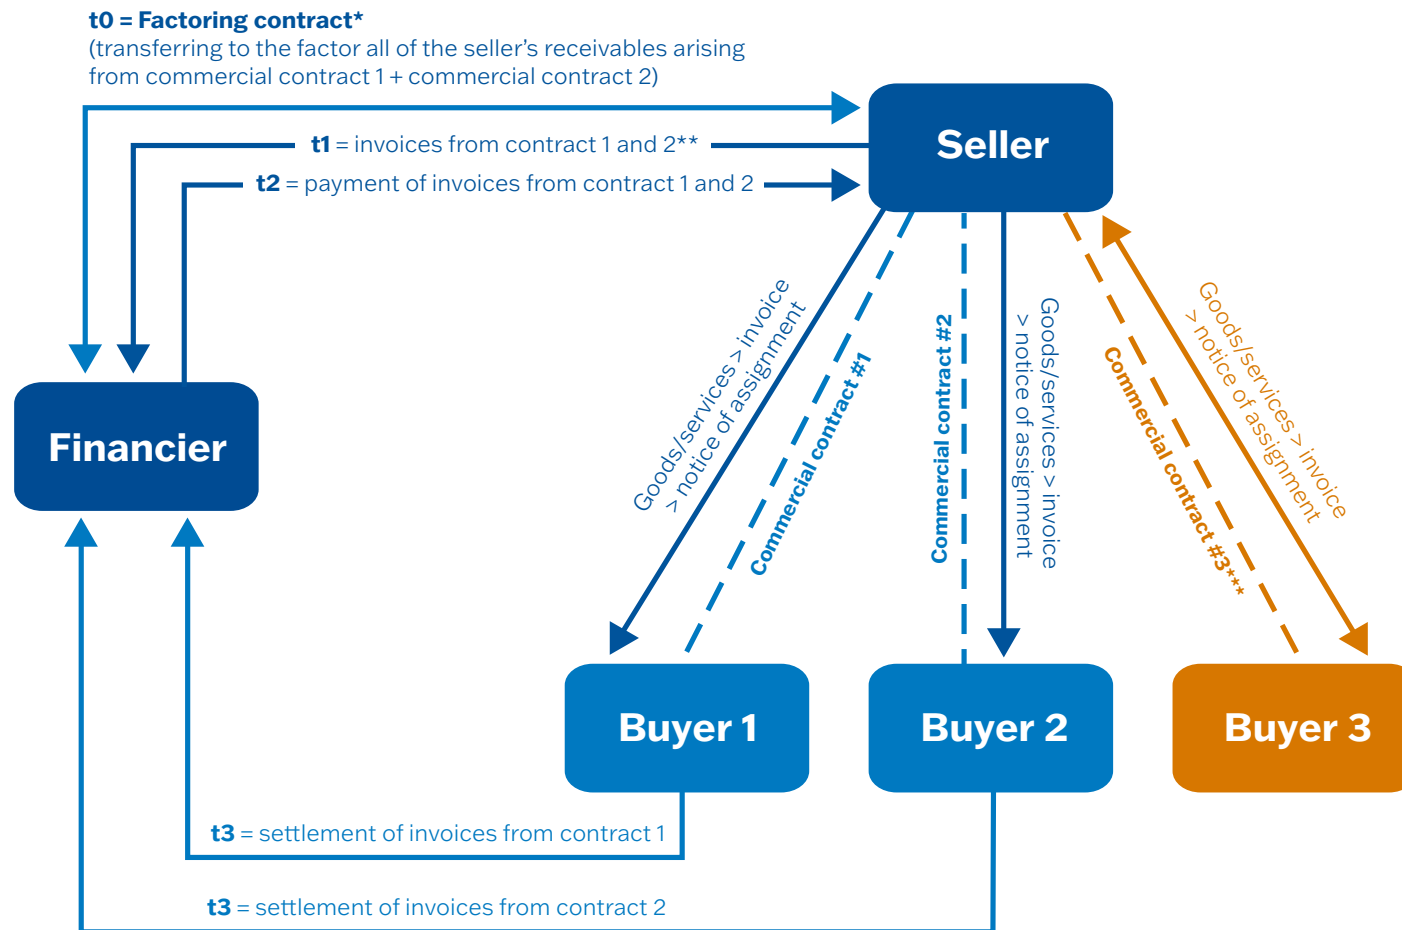 t0 = Factoring contract*
(transferring to the factor all of the seller’s receivables arising
from commercial contract 1 + commercial contract 2)
Seller
t1 = invoices from contract 1 and 2**
t2 = payment of invoices from contract 1 and 2
Goods/services > invoice
> notice of assignment
Commercial contract #1
Commercial contract #2
Goods/services > invoice
> notice of assignment
Commercial contract #3***
Goods/services > invoice
> notice of assignment
Financier
Buyer 1
Buyer 2
Buyer 3
t3 = settlement of invoices from contract 1
t3 = settlement of invoices from contract 2